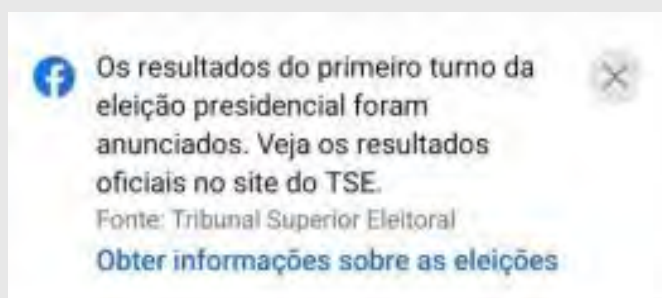 Os resultados do primeiro turno da
eleição presidencial foram
anunciados. Veja os resultados
oficiais no site do TSE.
Fonte: Tribunal Superior Eleitoral
Obter informações sobre as eleições